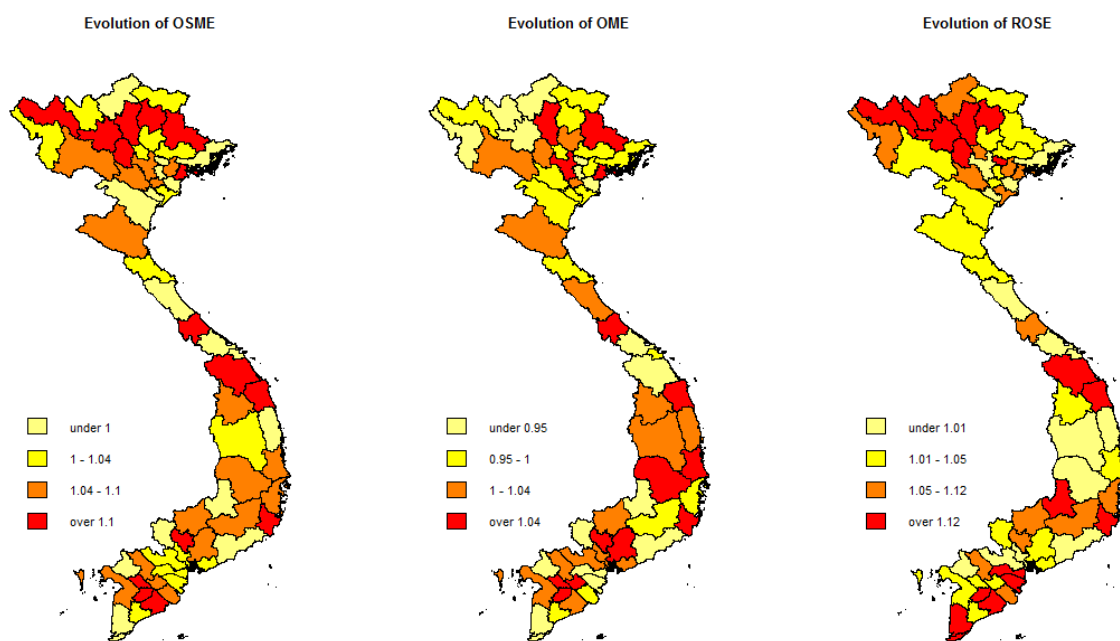 Evolution of OSME
Evolution of OME
Evolution of ROSE
under 1
1 - 1.04
1.04 - 1.1
over 1.1
under 0.95
0.95 - 1
1 - 1.04
over 1.04
under 1.01
1.01 - 1.05
1.05 - 1.12
over 1.12